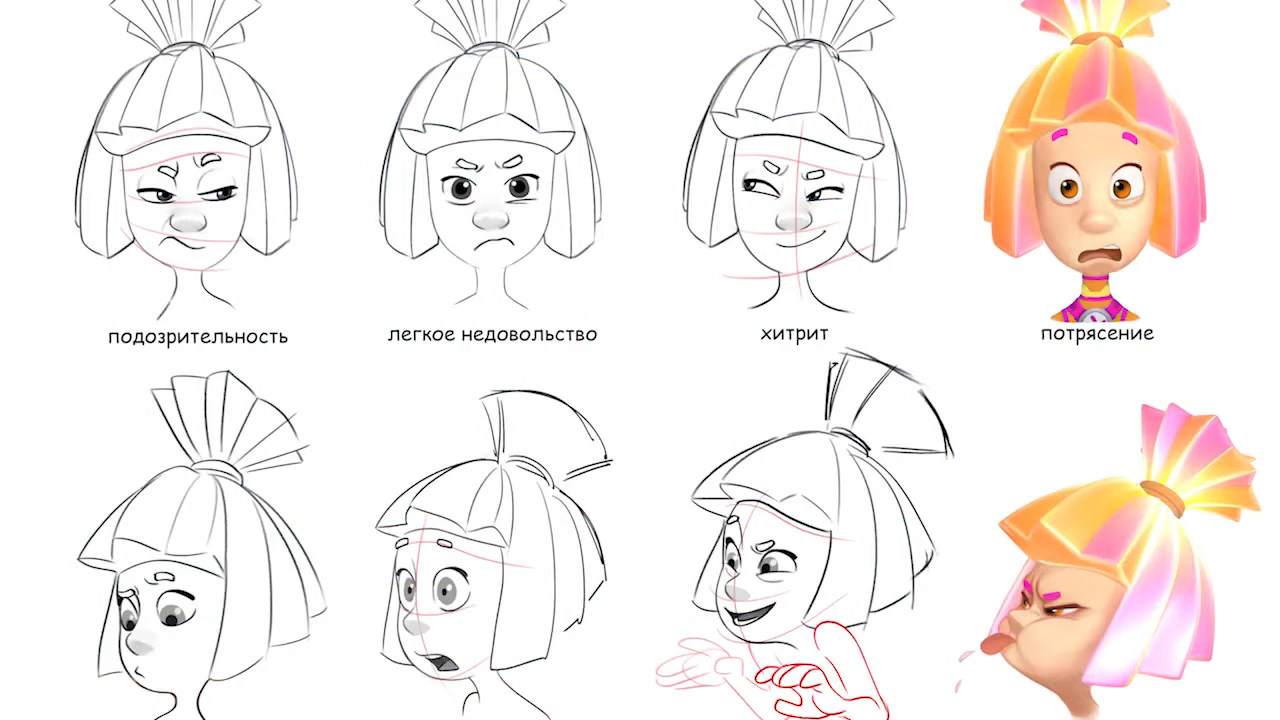 подозрительность
легкое недовольство
хитрит
потрясение